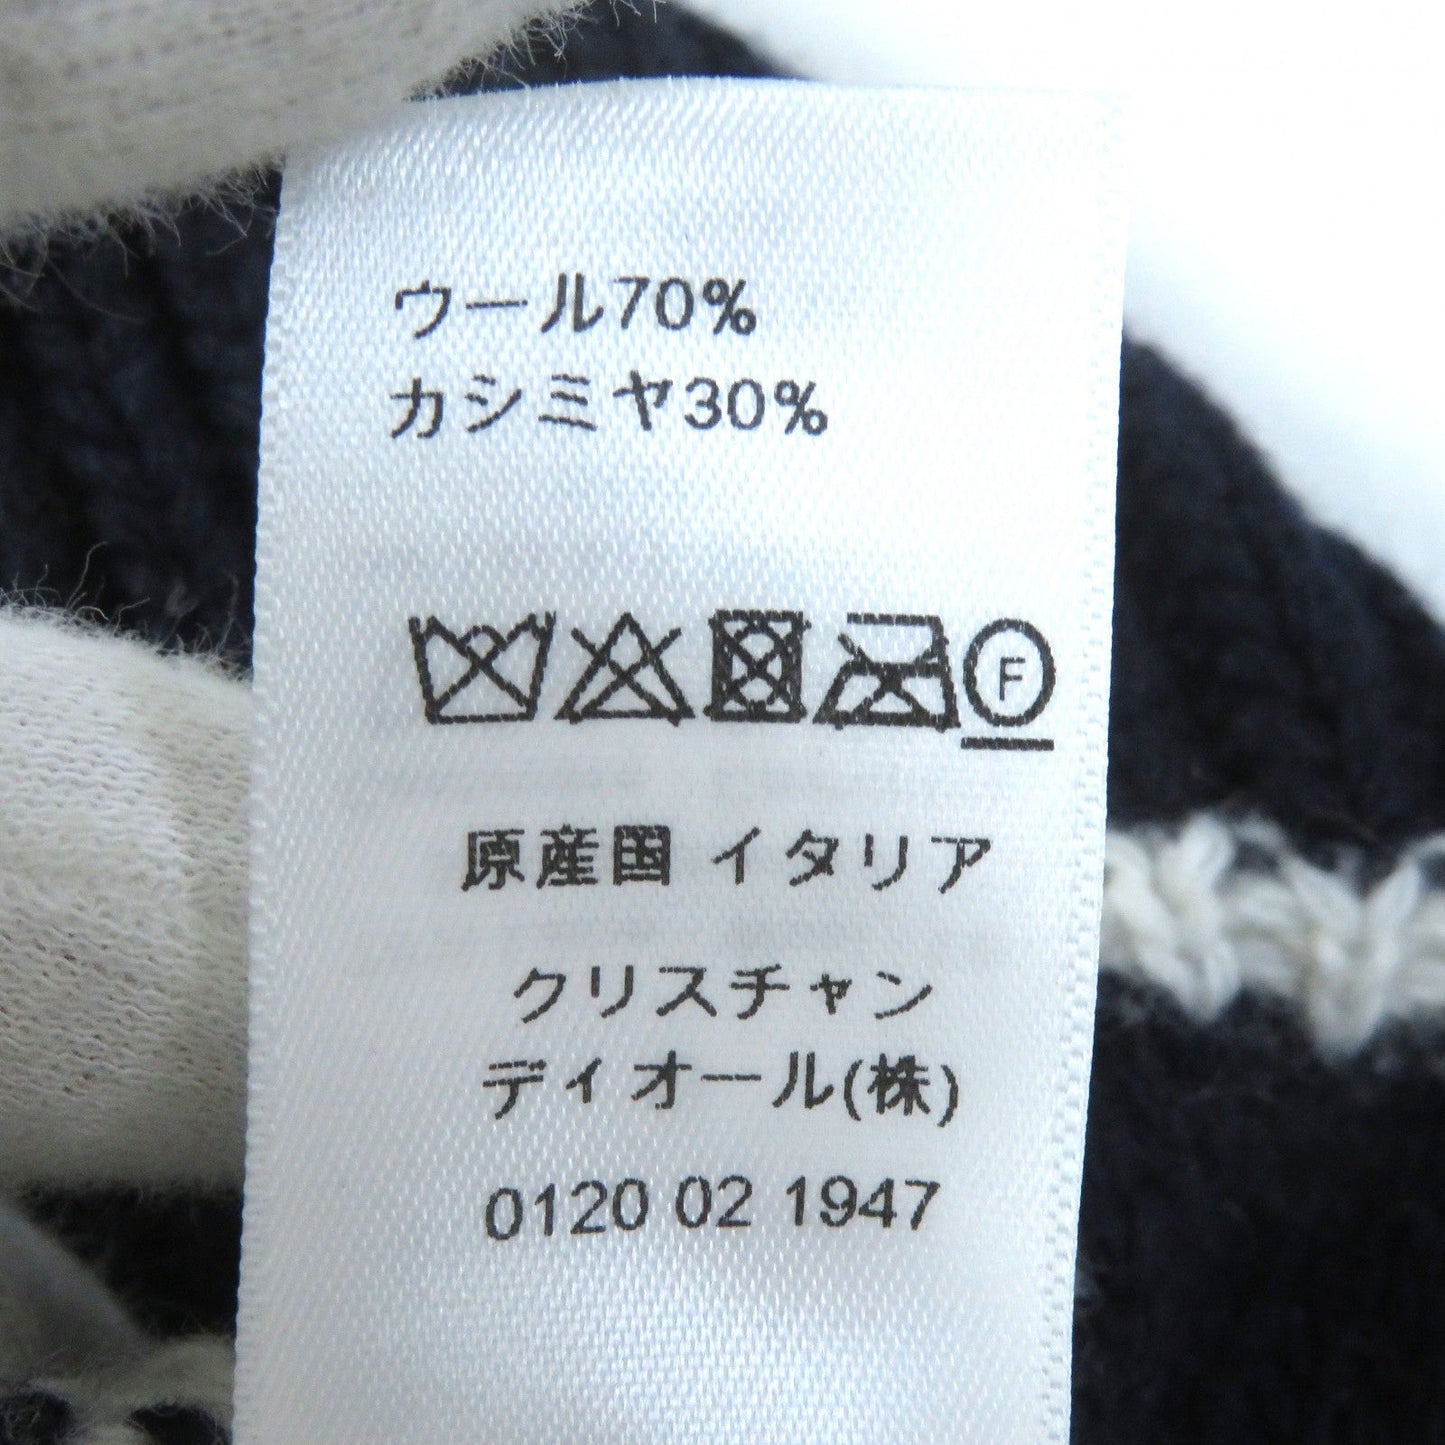 ウール70%
カシミヤ30%
F
原産国 イタリア
クリスチャン
ディオール(株)
0120 02 1947